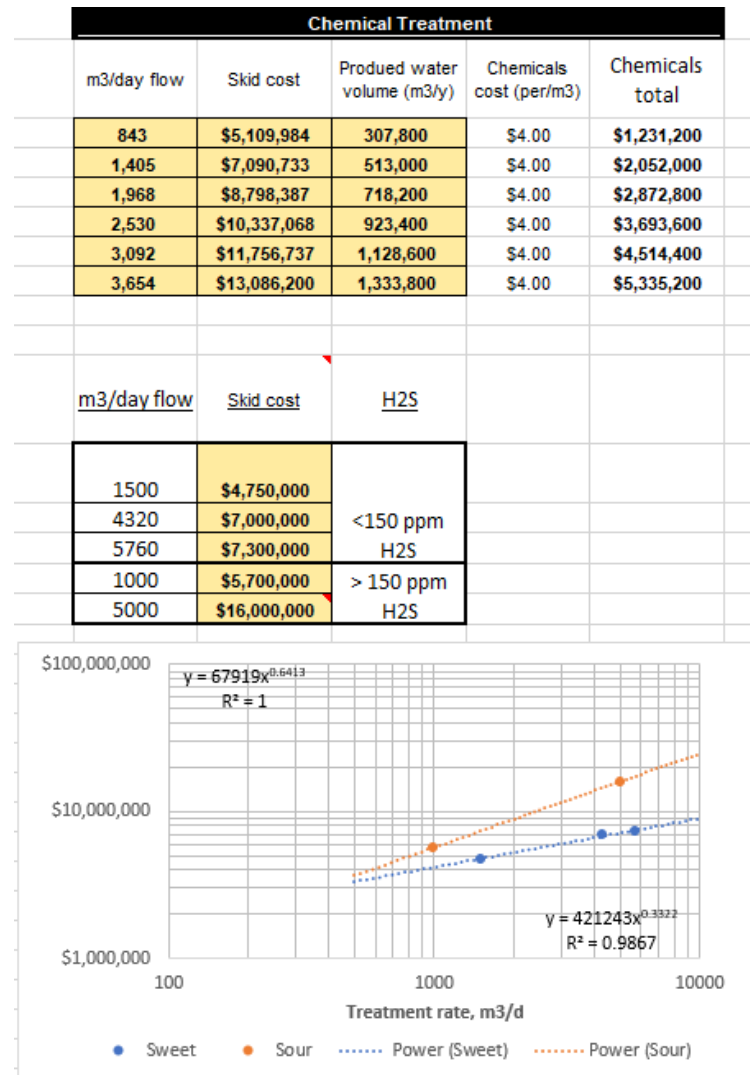 Chemical Treatment
m3/day flow Skid cost Produed water volume (m3/y) Chemicals cost (per/m3) Chemicals total
843 $5,109,984 307,800 $4.00 $1,231,200
1,405 $7,090,733 513,000 $4.00 $2,052,000
1,968 $8,798,387 718,200 $4.00 $2,872,800
2,530 $10,337,068 923,400 $4.00 $3,693,600
3,092 $11,756,737 1,128,600 $4.00 $4,514,400
3,654 $13,086,200 1,333,800 $4.00 $5,335,200
m3/day flow Skid cost H2S
1500 $4,750,000
4320 $7,000,000 <150 ppm
5760 $7,300,000 H2S
1000 $5,700,000 > 150 ppm
5000 $16,000,000 H2S
$100,000,000
y = 67919x^0.6413
R² = 1
$10,000,000
y = 421243x^0.3322
R² = 0.9867
$1,000,000
100 1000 10000
Treatment rate, m3/d
Sweet Sour Power (Sweet) Power (Sour)